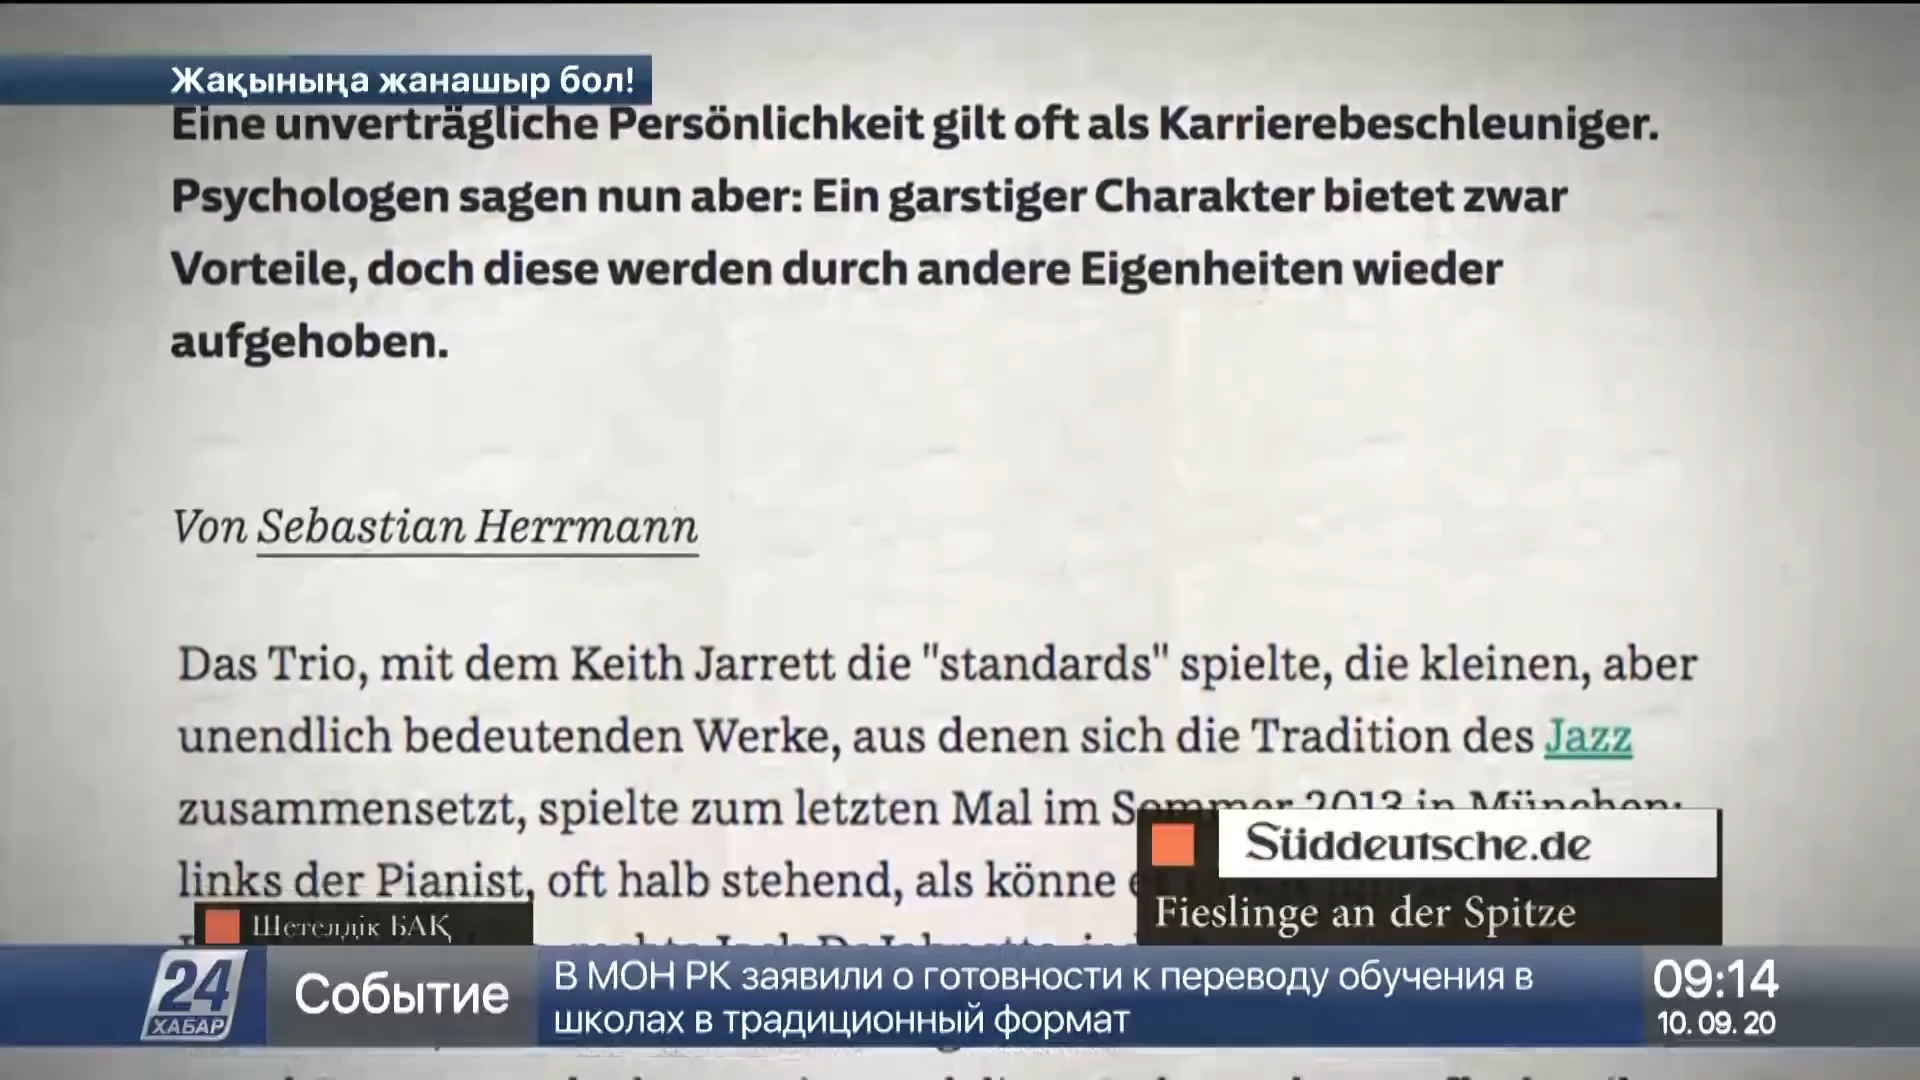 Жақыныңа жанашыр бол!
Eine unverträgliche Persönlichkeit gilt oft als Karrierebeschleuniger.
Psychologen sagen nun aber: Ein garstiger Charakter bietet zwar
Vorteile, doch diese werden durch andere Eigenheiten wieder
aufgehoben.
Von Sebastian Herrmann
Das Trio, mit dem Keith Jarrett die "standards" spielte, die kleinen, aber
unendlich bedeutenden Werke, aus denen sich die Tradition des Jazz
zusammensetzt, spielte zum letzten Mal im Sommer 2013 in München:
links der Pianist, oft halb stehend, als könne
Süddeutsche.de
Fieslinge an der Spitze
Шетелдік БАҚ
24
ХАБАР
Событие
В МОН РК заявили о готовности к переводу обучения в
школах в традиционный формат
09:14
10. 09. 20